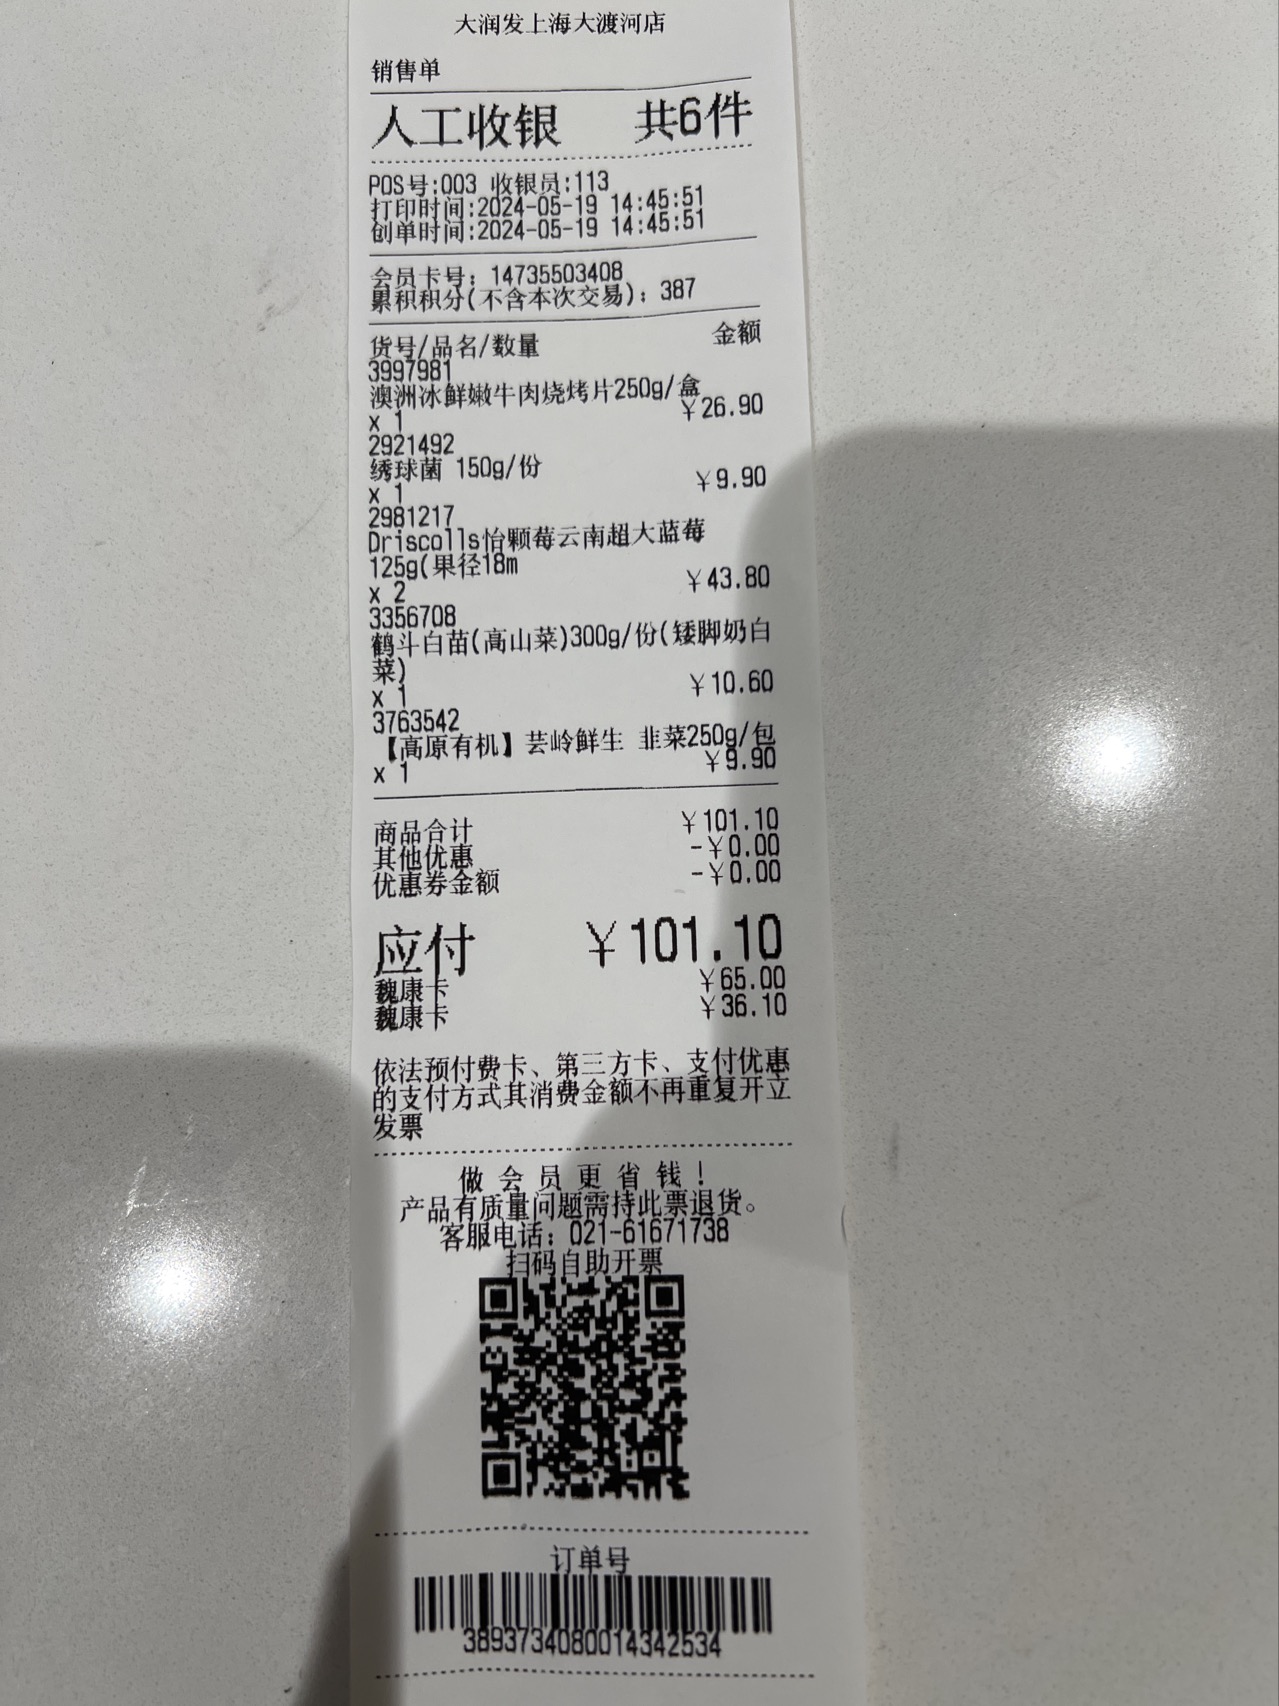 大润发上海大渡河店
销售单
人工收银 共6件
POS号:003 收银员:113
打印时间:2024-05-19 14:45:51
创单时间:2024-05-19 14:45:51
会员卡号：14735503408
累积积分(不含本次交易)：387
货号/品名/数量 金额
3997981
澳洲冰鲜嫩牛肉烧烤片250g/盒
x 1 ￥26.90
2921492
绣球菌 150g/份
x 1 ￥9.90
2981217
Driscolls怡颗莓云南超大蓝莓
125g(果径18m
x 2 ￥43.80
3356708
鹤斗白苗(高山菜)300g/份(矮脚奶白
菜)
x 1 ￥10.60
3763542
【高原有机】芸岭鲜生 韭菜250g/包
x 1 ￥9.90
商品合计 ￥101.10
其他优惠 -￥0.00
优惠券金额 -￥0.00
应付 ￥101.10
魏康卡 ￥65.00
魏康卡 ￥36.10
依法预付费卡、第三方卡、支付优惠
的支付方式其消费金额不再重复开立
发票
做会员更省钱！
产品有质量问题需持此票退货。
客服电话：021-61671738
扫码自助开票
订单号
3893734080014342534